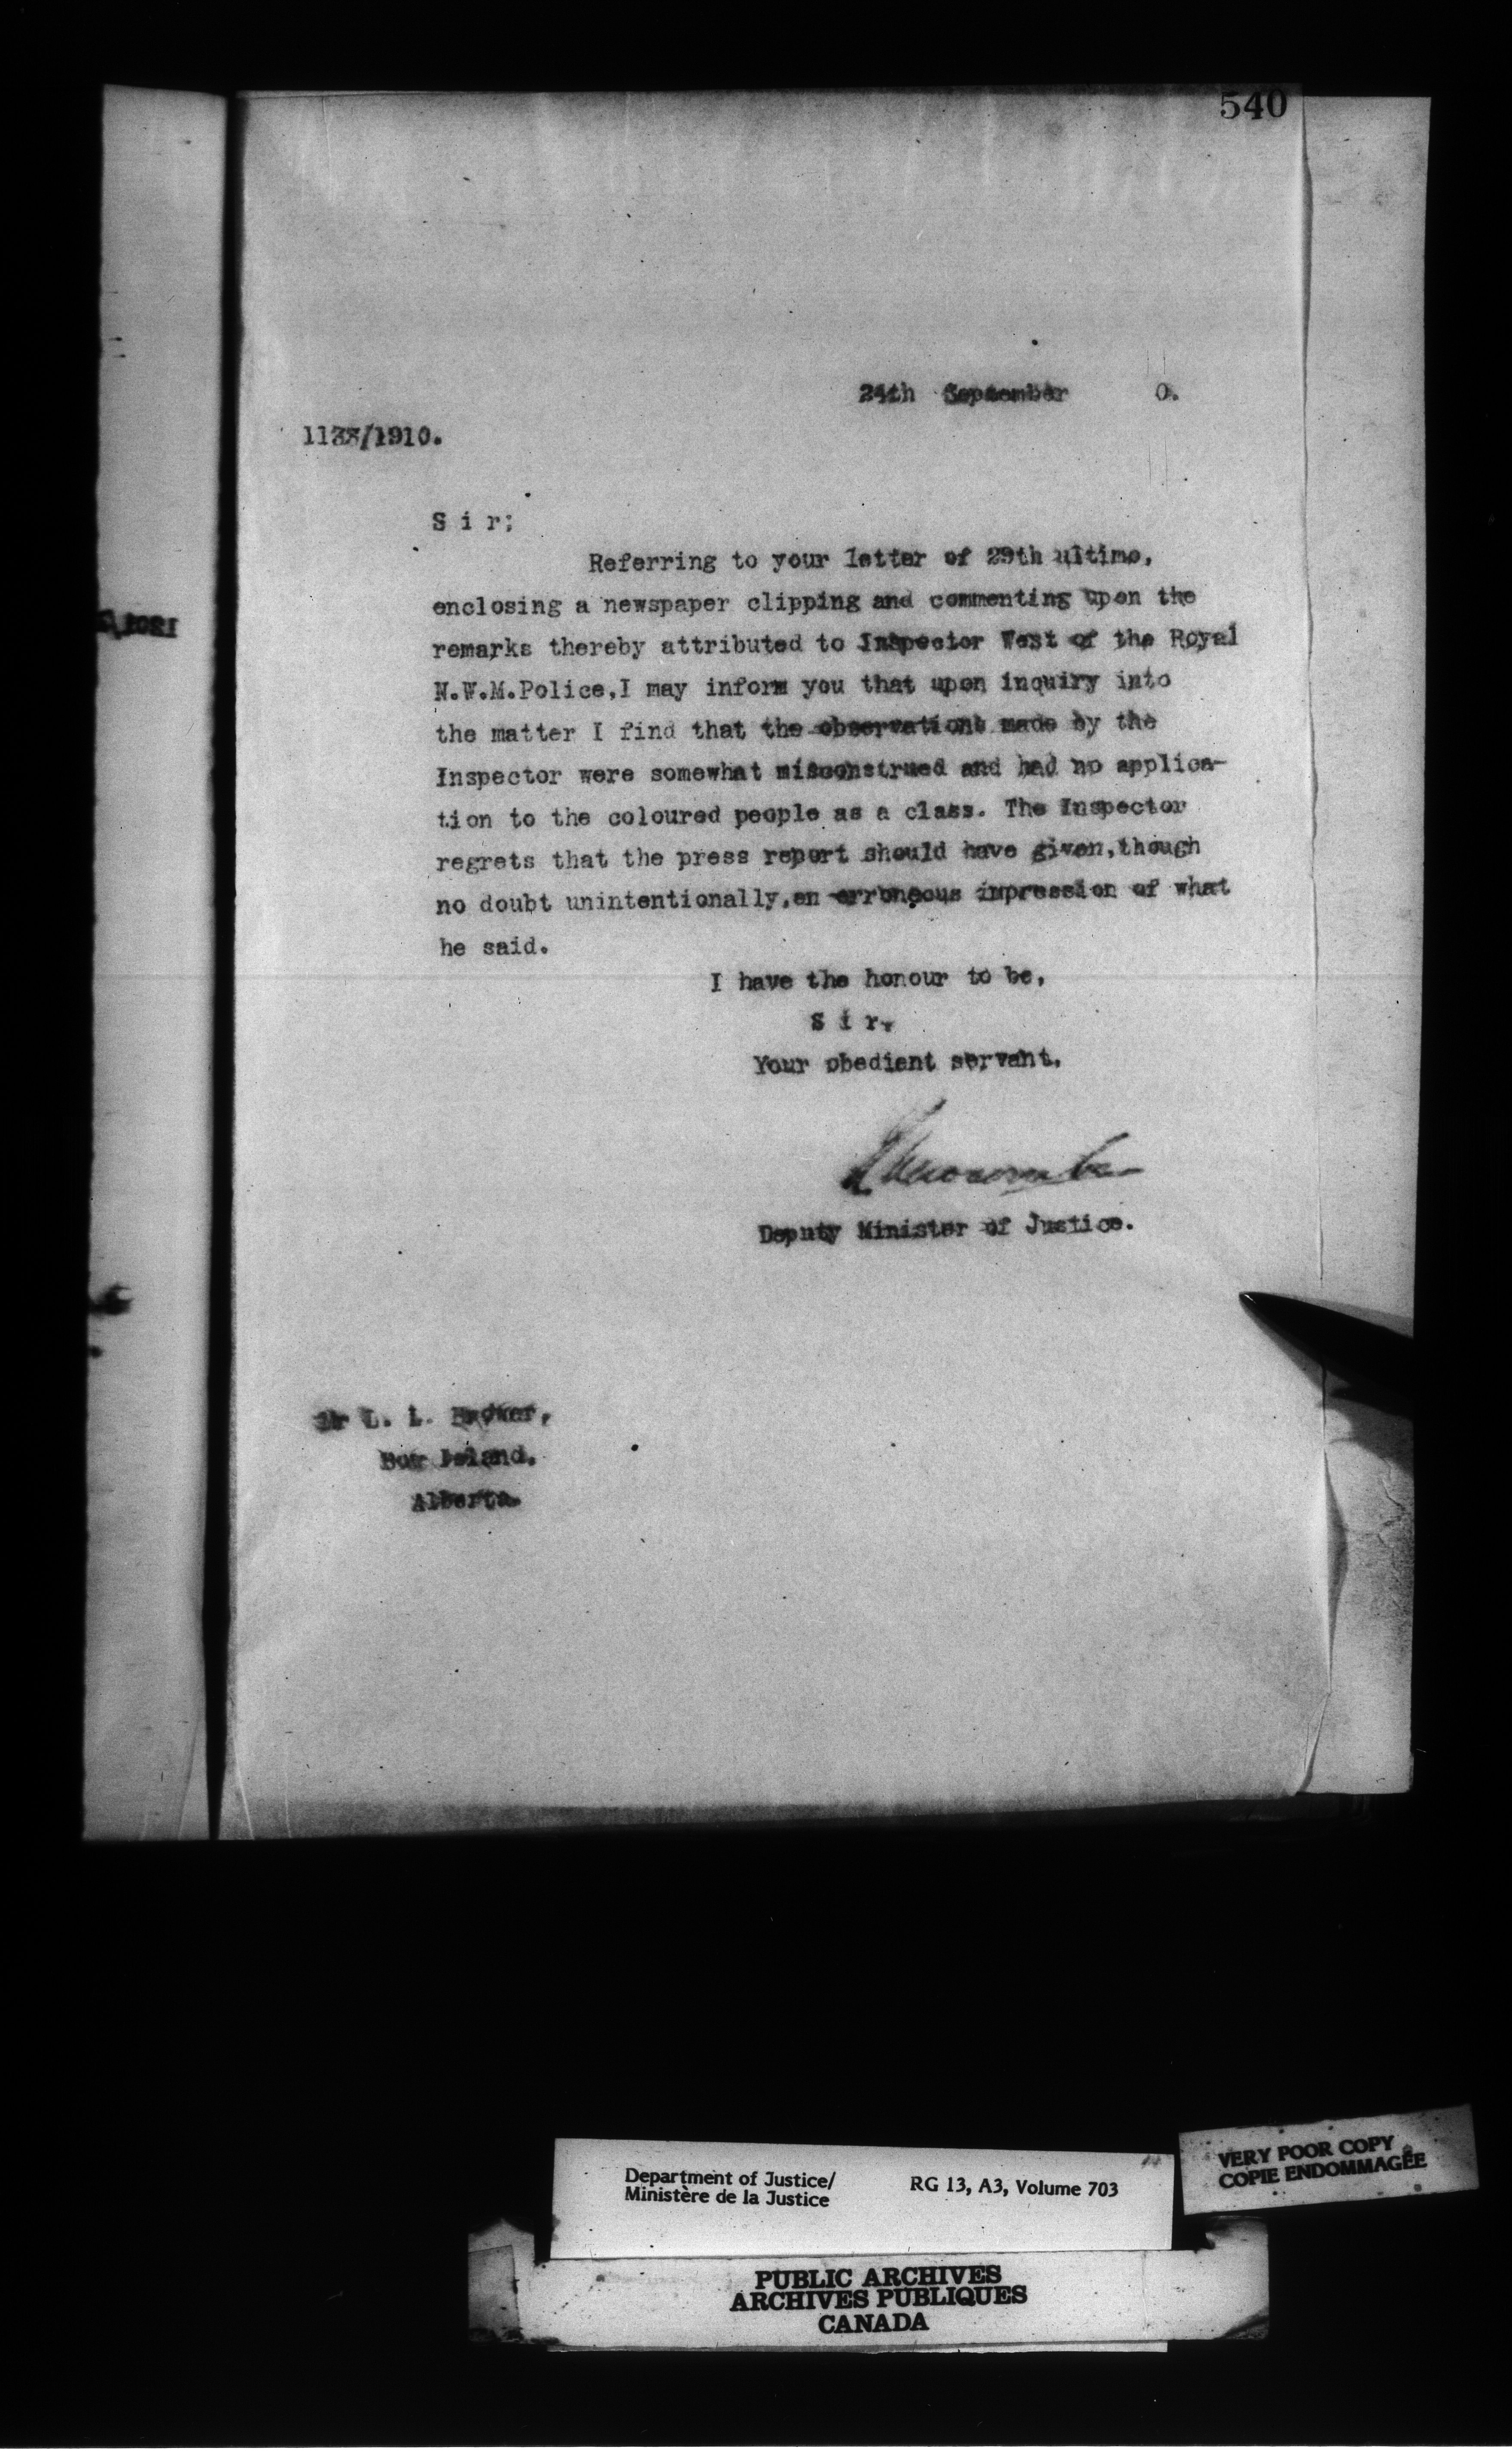 540
24th September 0.
1138/1910.
S i r:
Referring to your letter of 29th ultimo,
enclosing a newspaper clipping and commenting upon the
remarks thereby attributed to Inspector West of the Royal
N.W.M.Police,I may inform you that upon inquiry into
the matter I find that the observations made by the
Inspector were somewhat misconstrued and had no applica-
tion to the coloured people as a class. The Inspector
regrets that the press report should have given,though
no doubt unintentionally,an erroneous impression of what
he said.
I have the honour to be,
S i r,
Your obedient servant,
Newcombe
Deputy Minister of Justice.
Mr L. L.
Bow Island,
Alberta.
Department of Justice/
Ministère de la Justice
RG 13, A3, Volume 703
VERY POOR COPY
COPIE ENDOMMAGÉE
PUBLIC ARCHIVES
ARCHIVES PUBLIQUES
CANADA